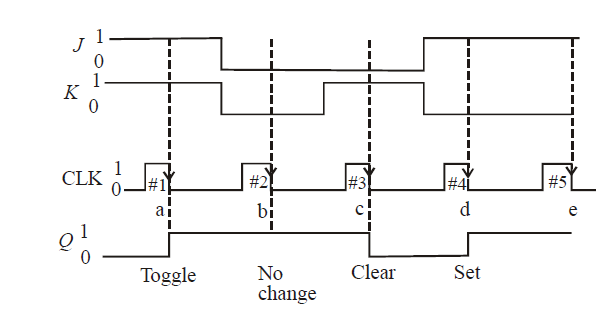 J 1
0
K 1
0
CLK 1
0 #1 #2 #3 #4 #5
a b c d e
Q 1
0
Toggle No change Clear Set